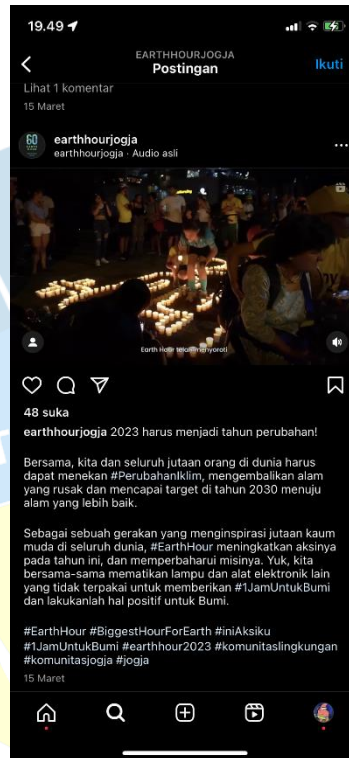 19.49
EARTHHOURJOGJA
Postingan
Ikuti
Lihat 1 komentar
15 Maret
60
earthhourjogja
earthhourjogja · Audio asli
Earth Hour telah menyoroti
48 suka
earthhourjogja 2023 harus menjadi tahun perubahan!
Bersama, kita dan seluruh jutaan orang di dunia harus
dapat menekan #PerubahanIklim, mengembalikan alam
yang rusak dan mencapai target di tahun 2030 menuju
alam yang lebih baik.
Sebagai sebuah gerakan yang menginspirasi jutaan kaum
muda di seluruh dunia, #EarthHour meningkatkan aksinya
pada tahun ini, dan memperbaharui misinya. Yuk, kita
bersama-sama mematikan lampu dan alat elektronik lain
yang tidak terpakai untuk memberikan #1JamUntukBumi
dan lakukanlah hal positif untuk Bumi.
#EarthHour #BiggestHourForEarth #iniAksiku
#1JamUntukBumi #earthhour2023 #komunitaslingkungan
#komunitasjogja #jogja
15 Maret